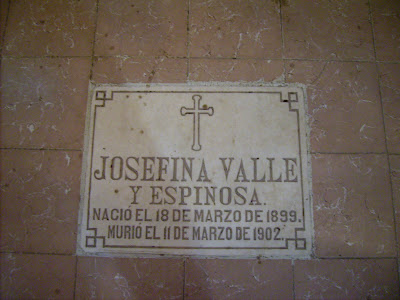 JOSEFINA VALLE
Y ESPINOSA.
NACIÓ EL 18 DE MARZO DE 1899.
MURIÓ EL 11 DE MARZO DE 1902.